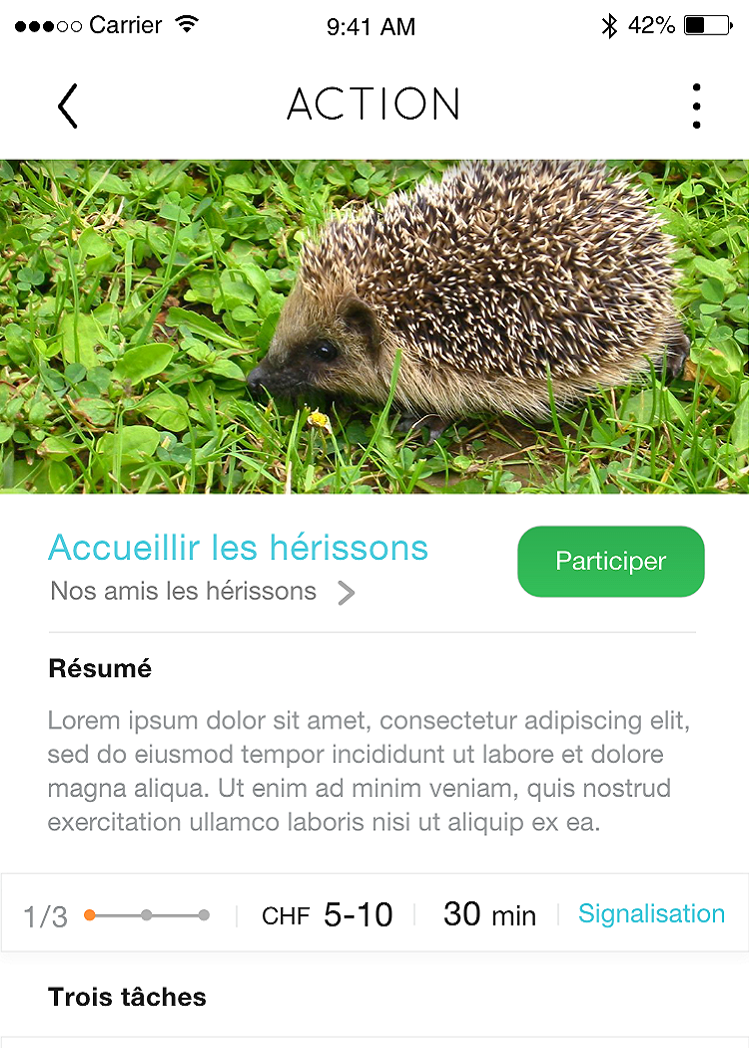 Carrier 9:41 AM 42%
ACTION
Accueillir les hérissons
Participer
Nos amis les hérissons
Résumé
Lorem ipsum dolor sit amet, consectetur adipiscing elit,
sed do eiusmod tempor incididunt ut labore et dolore
magna aliqua. Ut enim ad minim veniam, quis nostrud
exercitation ullamco laboris nisi ut aliquip ex ea.
1/3 CHF 5-10 30 min Signalisation
Trois tâches